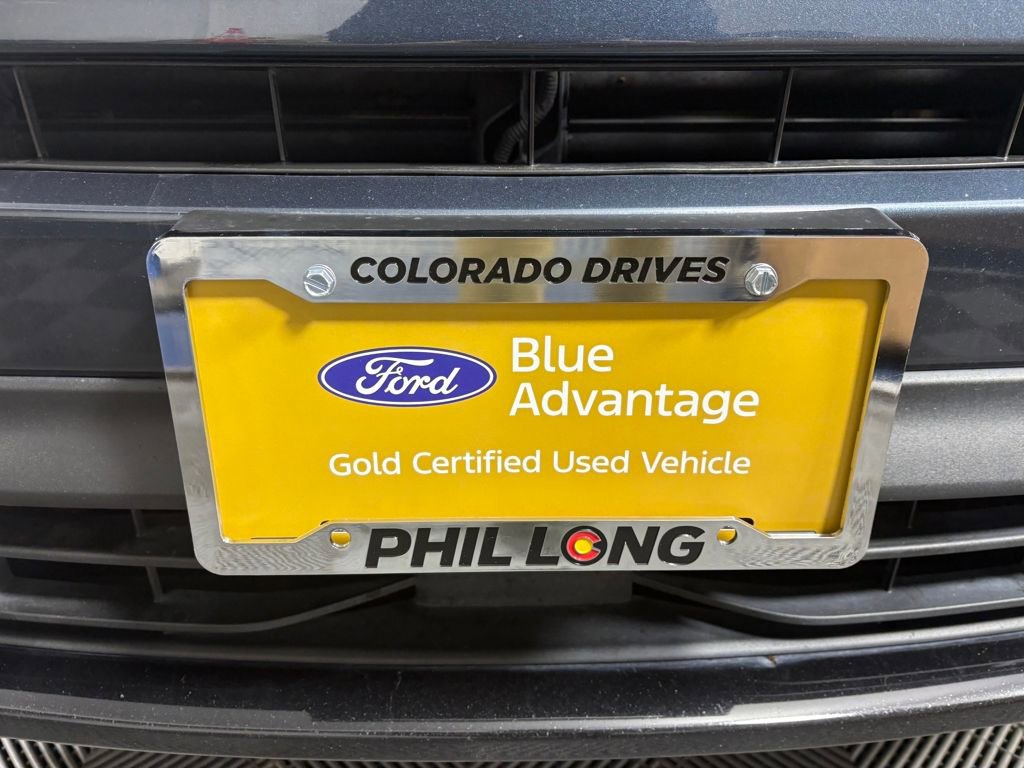 COLORADO DRIVES
Ford
Blue
Advantage
Gold Certified Used Vehicle
PHIL LONG